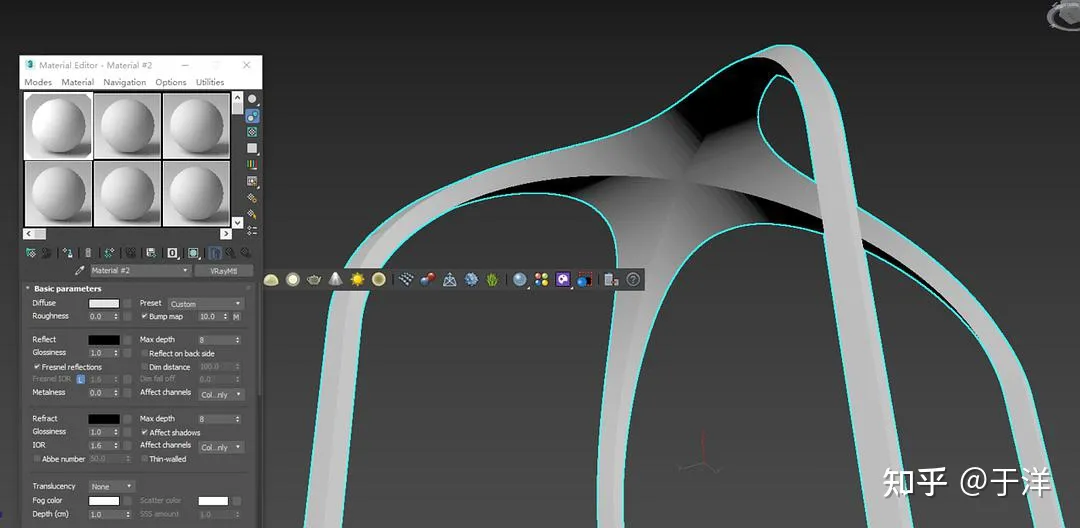 3 Material Editor - Material #2
Modes Material Navigation Options Utilities
Material #2 VRayMtl
Basic parameters
Diffuse Preset Custom
Roughness 0.0 Bump map 10.0 M
Reflect Max depth 8
Glossiness 1.0 Reflect on back side
Fresnel reflections Dim distance 100.0
Fresnel IOR L 1.6 Dim fall off 0.0
Metalness 0.0 Affect channels Col...nly
Refract Max depth 8
Glossiness 1.0 Affect shadows
IOR 1.6 Affect channels Col...nly
Abbe number 50.0 Thin-walled
Translucency None
Fog color Scatter color
Depth (cm) 1.0 SSS amount 1.0
知乎 @于洋